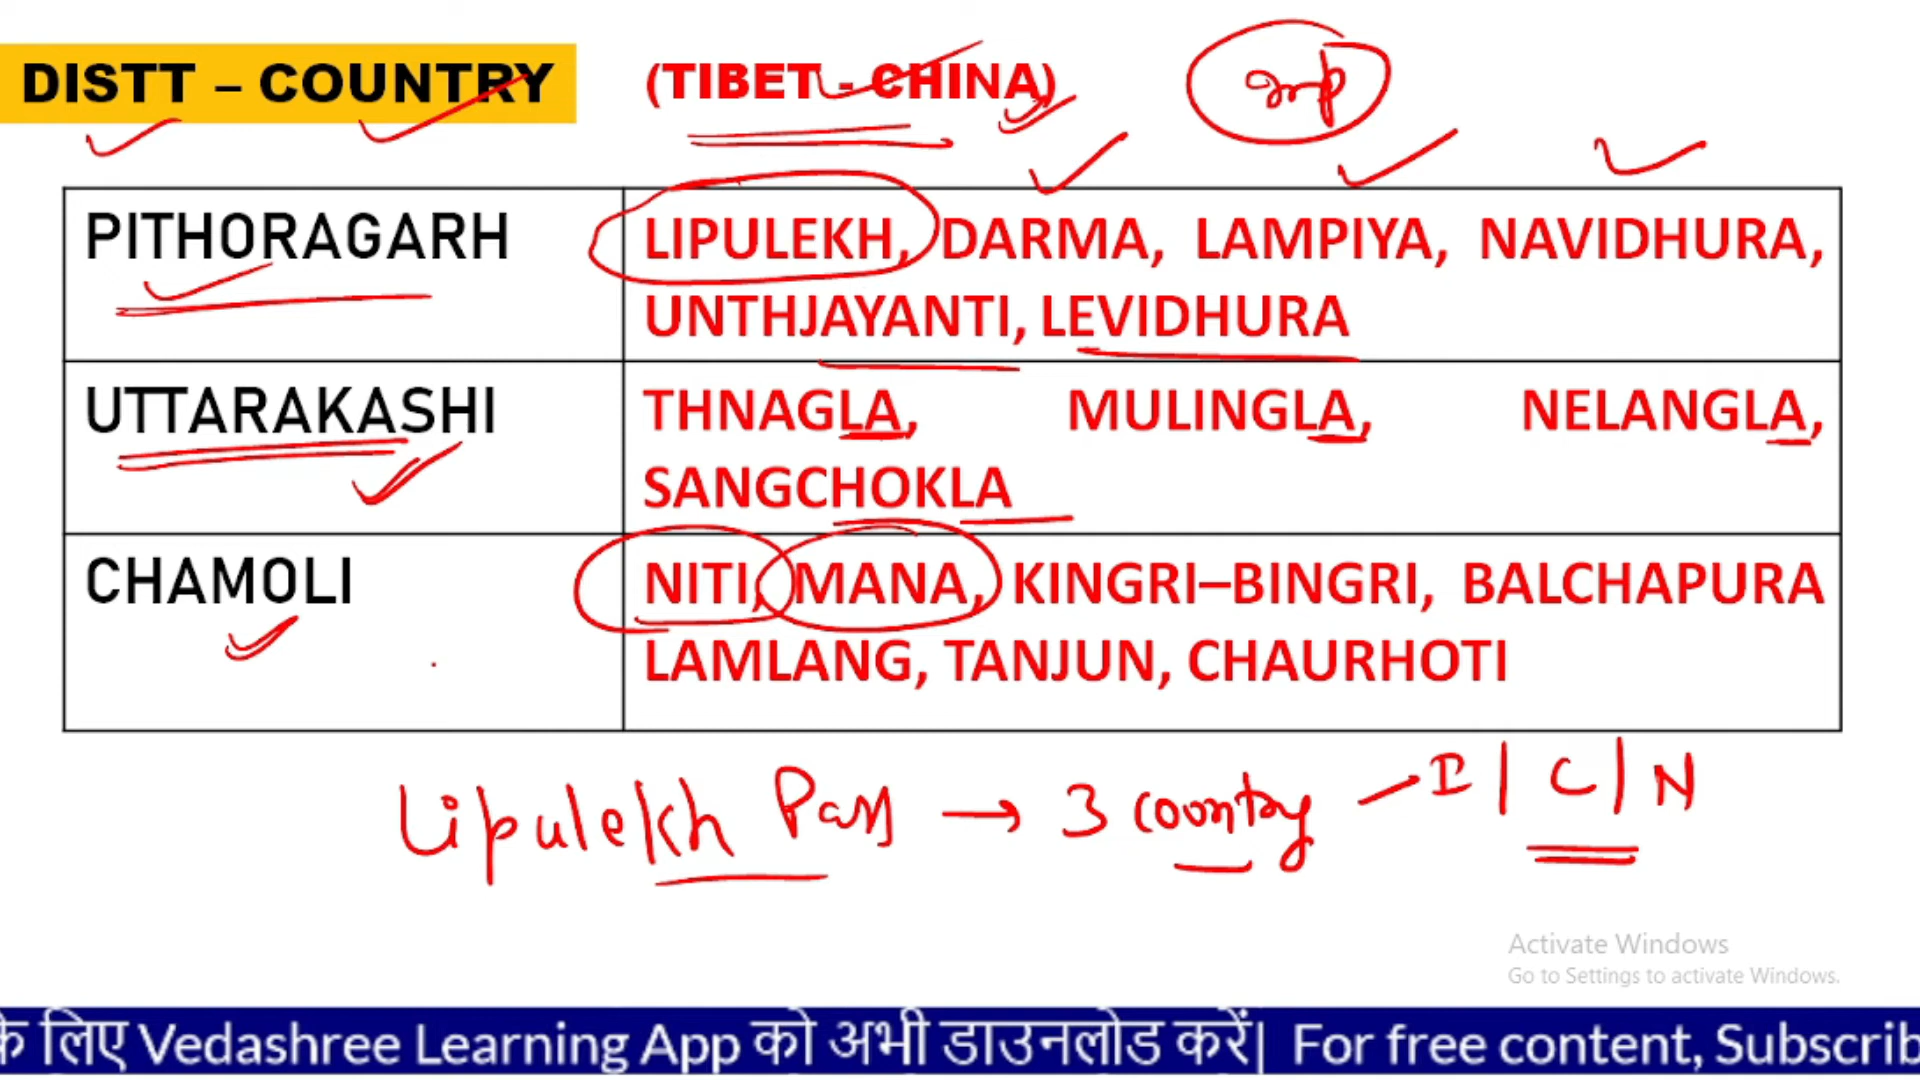 DISTT – COUNTRY (TIBET - CHINA) Imp
PITHORAGARH
LIPULEKH, DARMA, LAMPIYA, NAVIDHURA,
UNTHJAYANTI, LEVIDHURA
UTTARAKASHI
THNAGLA, MULINGLA, NELANGLA,
SANGCHOKLA
CHAMOLI
NITI, MANA, KINGRI–BINGRI, BALCHAPURA
LAMLANG, TANJUN, CHAURHOTI
Lipulekh Pass → 3 country – I | C | N
Activate Windows
Go to Settings to activate Windows.
के लिए Vedashree Learning App को अभी डाउनलोड करें| For free content, Subscrib